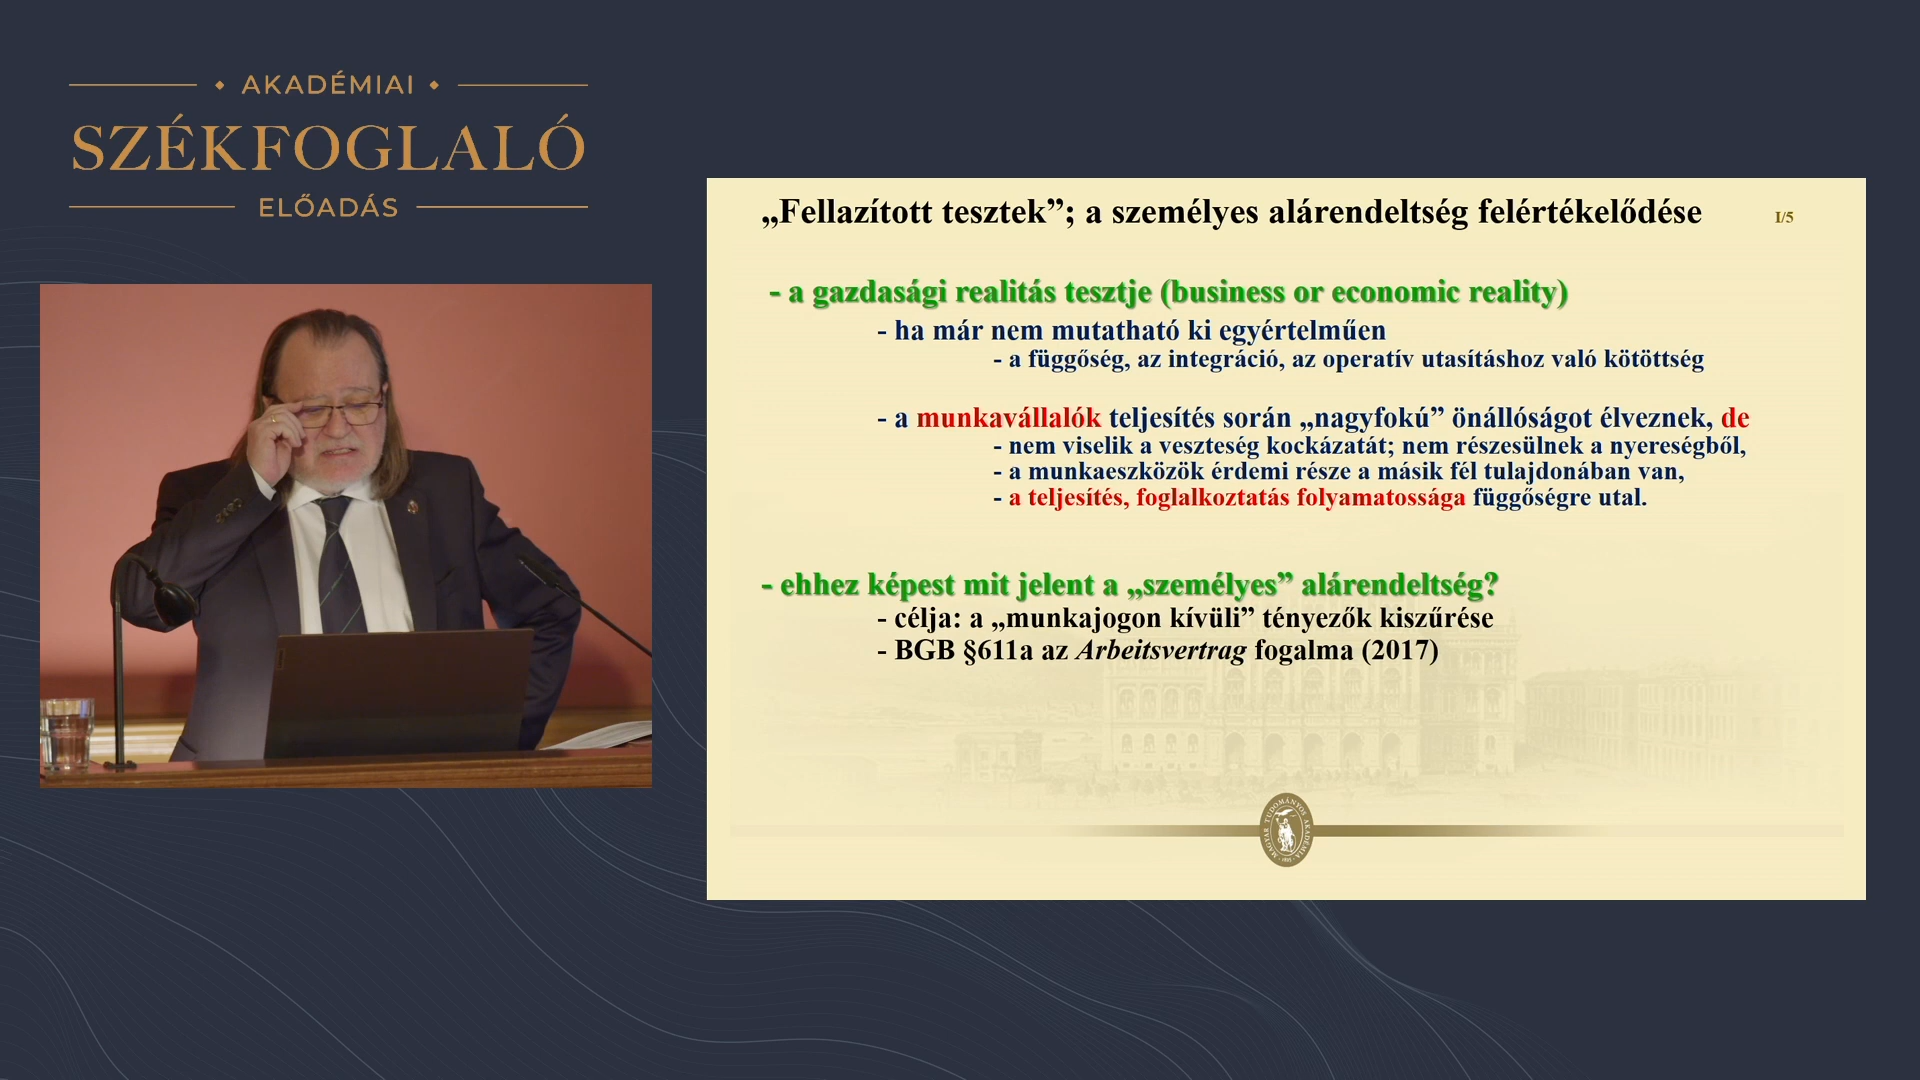 AKADÉMIAI
SZÉKFOGLALÓ
ELŐADÁS
„Fellazított tesztek”; a személyes alárendeltség felértékelődése
I/5
- a gazdasági realitás tesztje (business or economic reality)
- ha már nem mutatható ki egyértelműen
- a függőség, az integráció, az operatív utasításhoz való kötöttség
- a munkavállalók teljesítés során „nagyfokú” önállóságot élveznek, de
- nem viselik a veszteség kockázatát; nem részesülnek a nyereségből,
- a munkaeszközök érdemi része a másik fél tulajdonában van,
- a teljesítés, foglalkoztatás folyamatossága függőségre utal.
- ehhez képest mit jelent a „személyes” alárendeltség?
- célja: a „munkajogon kívüli” tényezők kiszűrése
- BGB §611a az Arbeitsvertrag fogalma (2017)
MAGYAR TUDOMÁNYOS AKADÉMIA